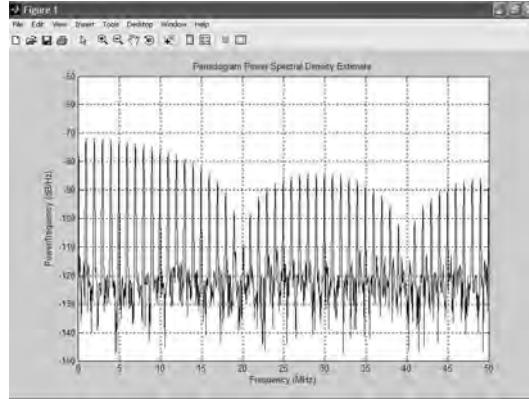 Figure 1
File Edit View Insert Tools Desktop Window Help
Periodogram Power Spectral Density Estimate
-50
-60
-70
-80
-90
-100
-110
-120
-130
-140
-150
Power/frequency (dB/Hz)
0 5 10 15 20 25 30 35 40 45 50
Frequency (MHz)